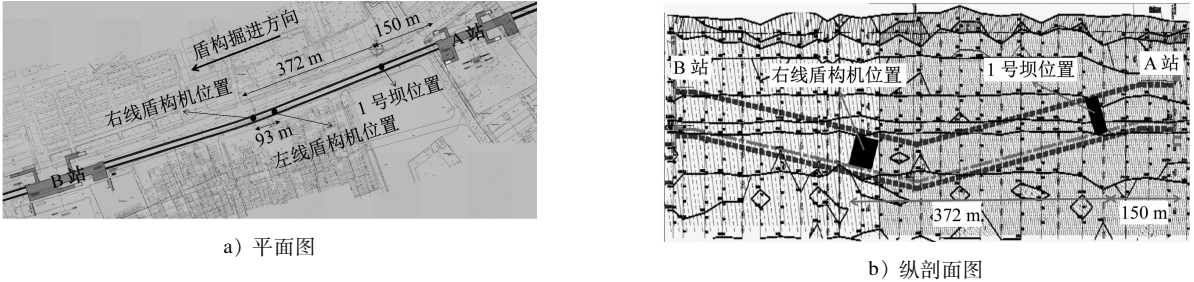 盾构掘进方向
150 m
A 站
372 m
右线盾构机位置
1 号坝位置
93 m
左线盾构机位置
B 站
a）平面图
B 站
右线盾构机位置
1 号坝位置
A 站
372 m
150 m
b）纵剖面图